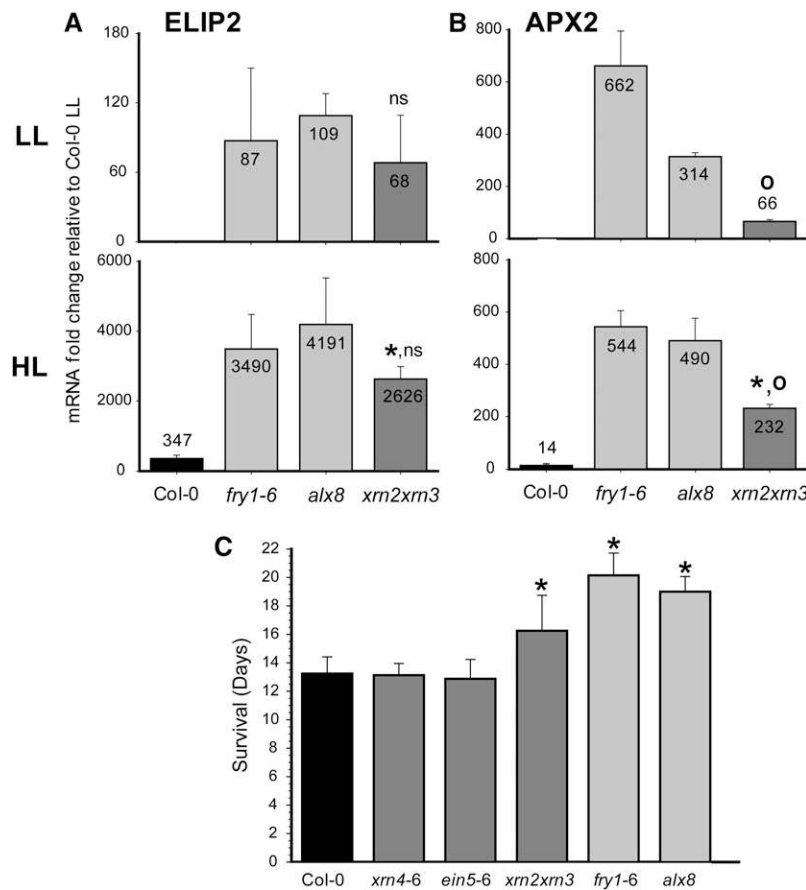 A ELIP2
B APX2
mRNA fold change relative to Col-0 LL
LL
180
120
60
0
87
109
ns
68
800
600
400
200
0
662
314
o
66
HL
6000
4000
2000
0
347
3490
4191
*,ns
2626
Col-0 fry1-6 alx8 xrn2xrn3
600
400
200
0
14
544
490
*,o
232
Col-0 fry1-6 alx8 xrn2xrn3
C
Survival (Days)
22
20
18
16
14
12
10
8
6
4
2
0
* * *
Col-0 xrn4-6 ein5-6 xrn2xrn3 fry1-6 alx8